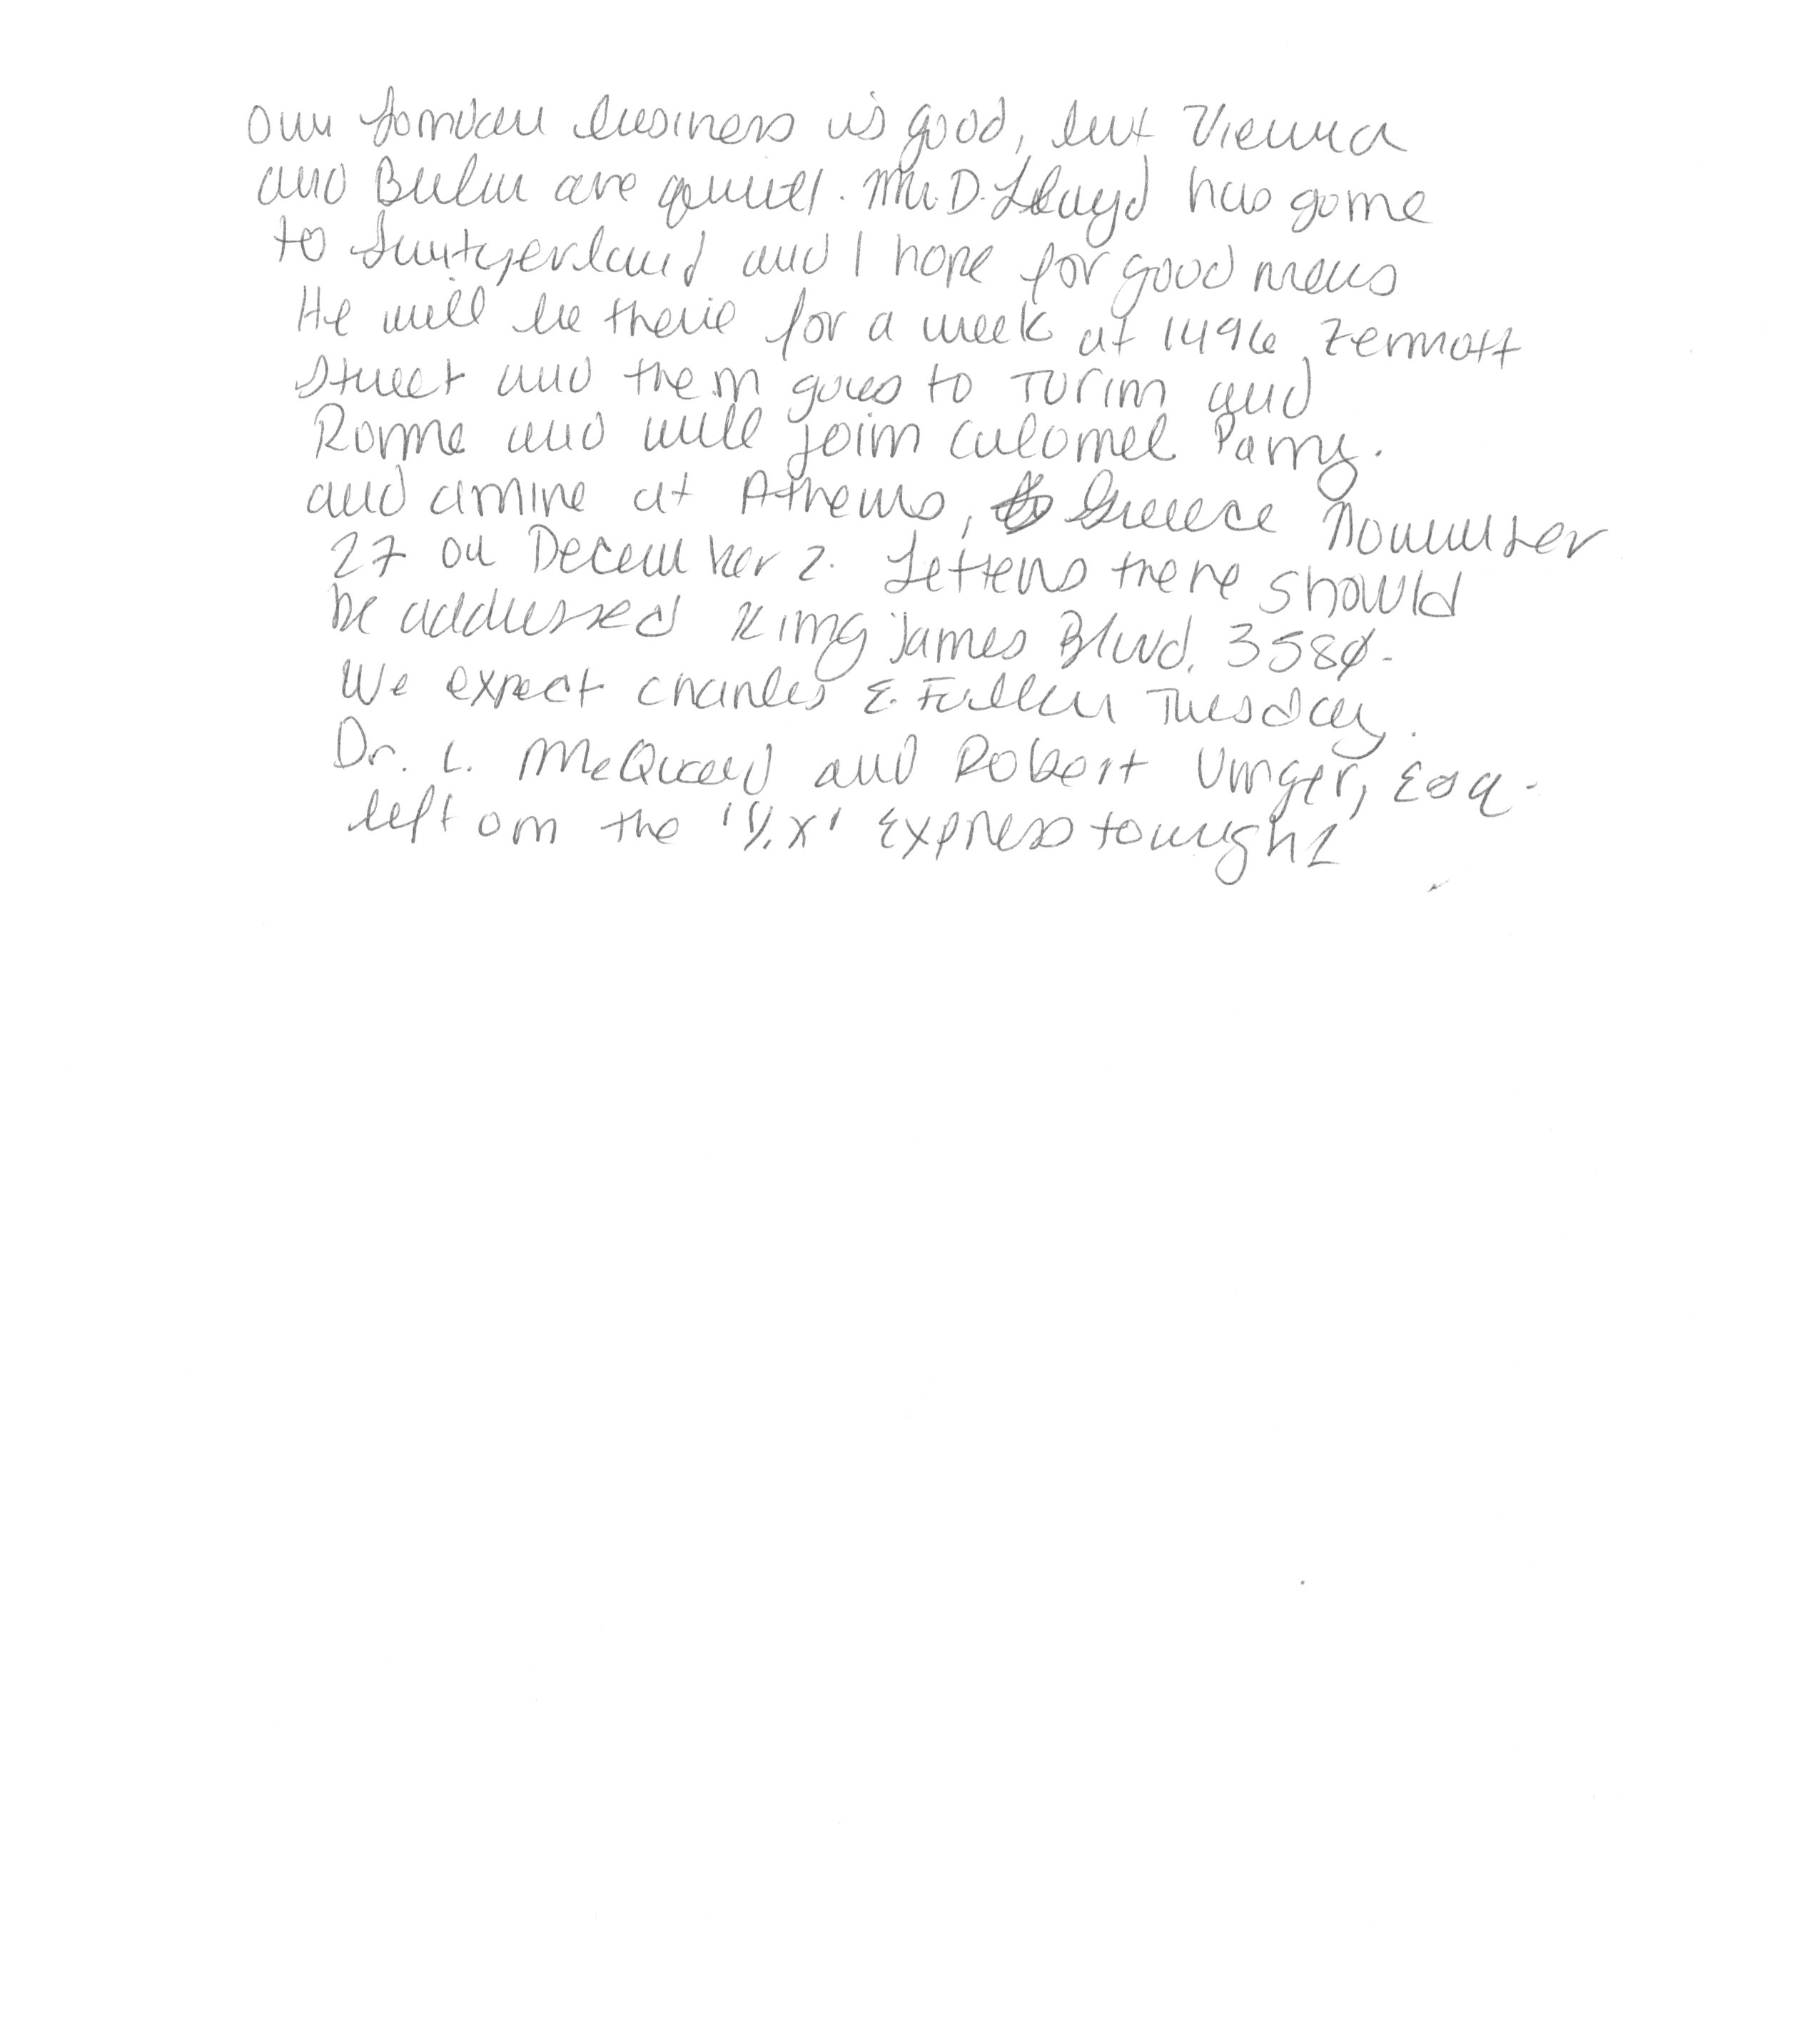 Our London business is good, but Vienna
and Berlin are quiet. Mr. D. Lloyd has gone
to Switzerland and I hope for good news
He will be there for a week at 1496 Zermott
Street and then goes to Turin and
Rome and will join Colonel Parry.
and arrive at Athens, Greece November
27 or December 2. Letters there should
be addressed King James Blvd. 3580.
We expect Charles E. Fuller Tuesday.
Dr. L. McQuaid and Robert Unger, Esq.
left on the 'Y.X' Express tonight